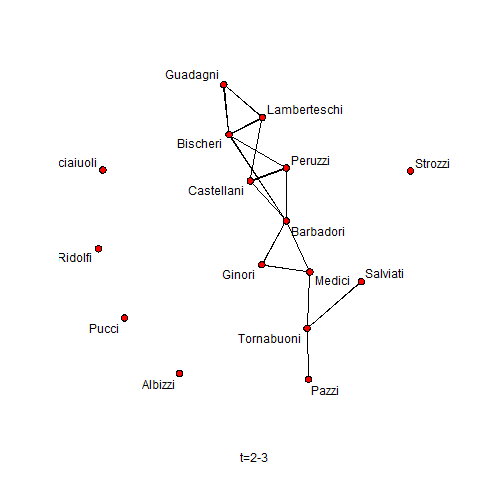 Guadagni
Lamberteschi
Bischeri
Peruzzi
ciaiuoli
Strozzi
Castellani
Barbadori
Ridolfi
Ginori
Medici
Salviati
Pucci
Tornabuoni
Albizzi
Pazzi
t=2-3